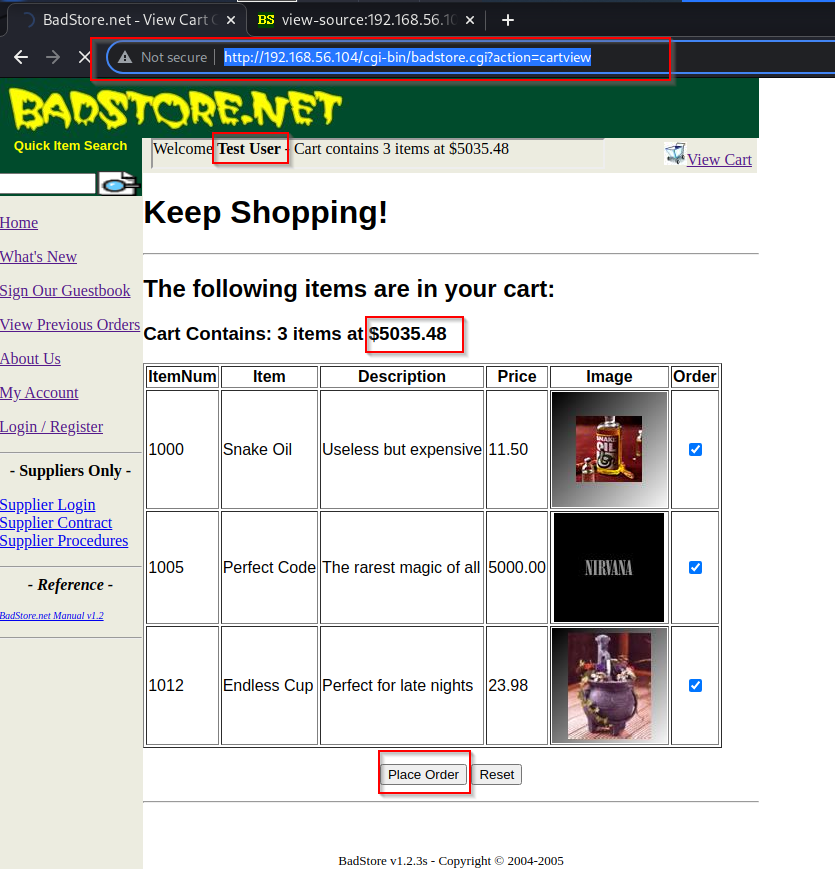 BadStore.net - View Cart
view-source:192.168.56.10
Not secure
http://192.168.56.104/cgi-bin/badstore.cgi?action=cartview
BADSTORE.NET
Quick Item Search
Welcome Test User - Cart contains 3 items at $5035.48
View Cart
Home
What's New
Sign Our Guestbook
View Previous Orders
About Us
My Account
Login / Register
- Suppliers Only -
Supplier Login
Supplier Contract
Supplier Procedures
- Reference -
BadStore.net Manual v1.2
Keep Shopping!
The following items are in your cart:
Cart Contains: 3 items at $5035.48
ItemNum Item Description Price Image Order
1000 Snake Oil Useless but expensive 11.50
SNAKE OIL
1005 Perfect Code The rarest magic of all 5000.00
NIRVANA
1012 Endless Cup Perfect for late nights 23.98
Place Order Reset
BadStore v1.2.3s - Copyright © 2004-2005